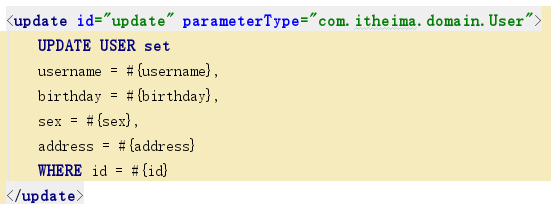 <update id="update" parameterType="com.itheima.domain.User">
UPDATE USER set
username = #{username},
birthday = #{birthday},
sex = #{sex},
address = #{address}
WHERE id = #{id}
</update>